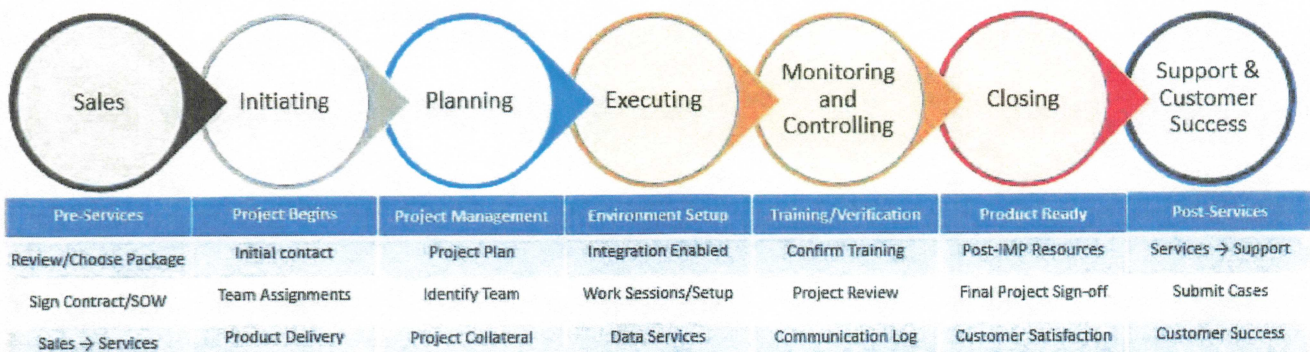 Sales
Initiating
Planning
Executing
Monitoring
and
Controlling
Closing
Support &
Customer
Success
Pre-Services Project Begins Project Management Environment Setup Training/Verification Product Ready Post-Services
Review/Choose Package Initial contact Project Plan Integration Enabled Confirm Training Post-IMP Resources Services → Support
Sign Contract/SOW Team Assignments Identify Team Work Sessions/Setup Project Review Final Project Sign-off Submit Cases
Sales → Services Product Delivery Project Collateral Data Services Communication Log Customer Satisfaction Customer Success